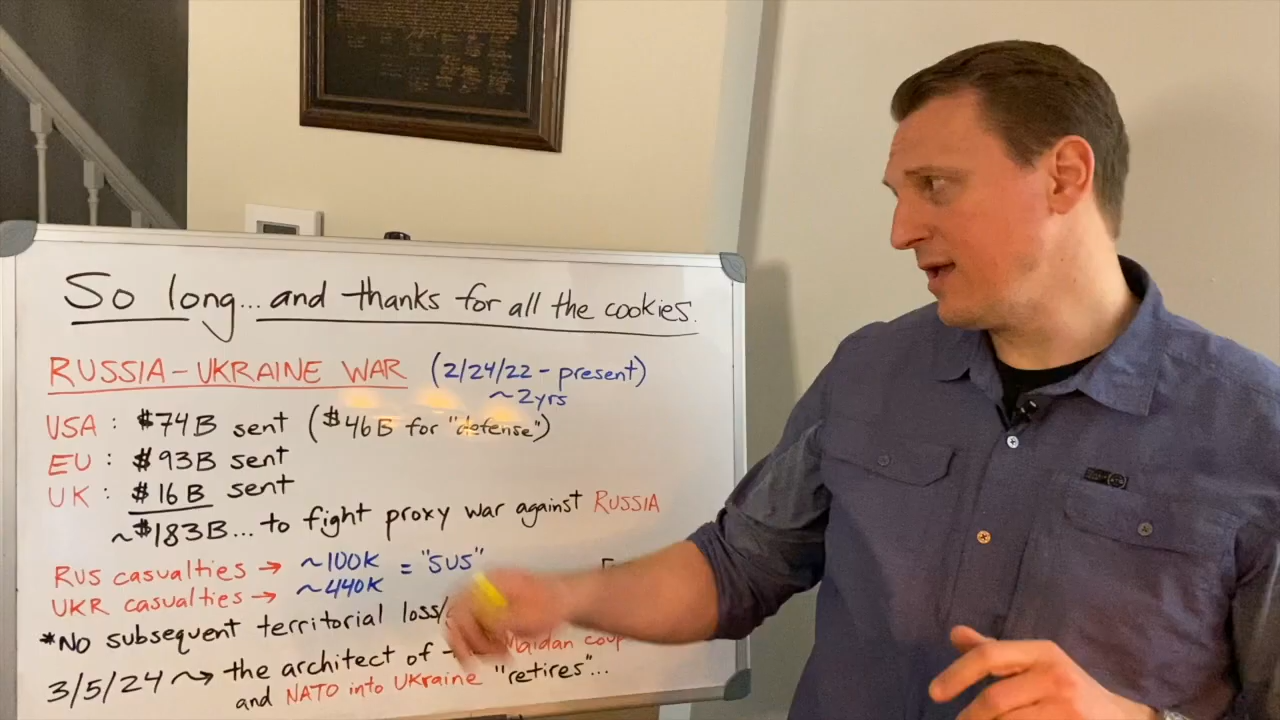 So long... and thanks for all the cookies.
RUSSIA-UKRAINE WAR (2/24/22 - present)
~2yrs
USA: $74B sent ($46B for "defense")
EU: $93B sent
UK: $16B sent
~$183B... to fight proxy war against RUSSIA
RUS casualties → ~100K = "SUS"
UKR casualties → ~440K
*No subsequent territorial loss/
3/5/24 ~> the architect of Maidan coup
and NATO into UKraine "retires"...